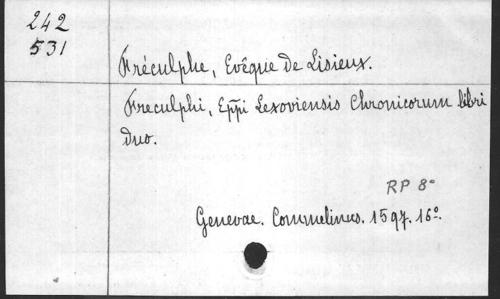 242
531
Fréculphe, Evêque de Lisieux.
Freculphi, Eppi Lexoviensis Chronicorum libri
duo.
RP 8°
Genevae. Commelinus. 1597. 16°.